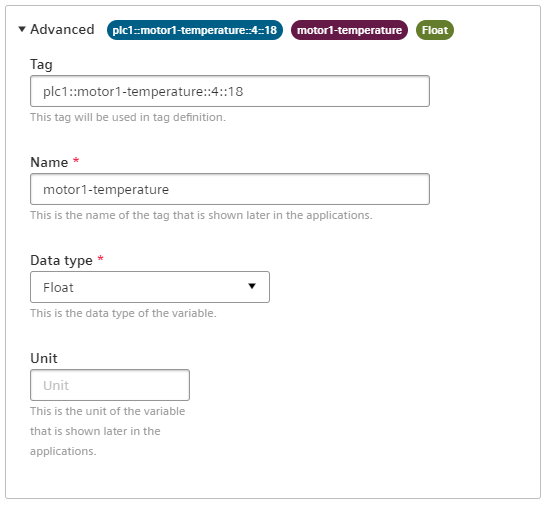 Advanced plc1::motor1-temperature::4::18 motor1-temperature Float
Tag
plc1::motor1-temperature::4::18
This tag will be used in tag definition.
Name *
motor1-temperature
This is the name of the tag that is shown later in the applications.
Data type *
Float
This is the data type of the variable.
Unit
Unit
This is the unit of the variable
that is shown later in the
applications.